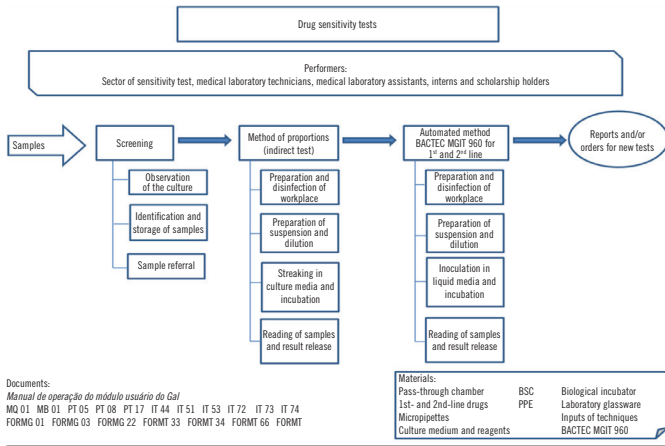 Drug sensitivity tests
Performers:
Sector of sensitivity test, medical laboratory technicians, medical laboratory assistants, interns and scholarship holders
Samples
Screening
Observation
of the culture
Identification and
storage of samples
Sample referral
Method of proportions
(indirect test)
Preparation and
disinfection of
workplace
Preparation of
suspension and
dilution
Streaking in
culture media and
incubation
Reading of samples
and result release
Automated method
BACTEC MGIT 960 for
1st and 2nd line
Preparation and
disinfection of
workplace
Preparation of
suspension and
dilution
Inoculation in
liquid media and
incubation
Reading of samples
and result release
Reports and/or
orders for new tests
Documents:
Manual de operação do módulo usuário do Gal
MQ 01 MB 01 PT 05 PT 08 PT 17 IT 44 IT 51 IT 53 IT 72 IT 73 IT 74
FORMG 01 FORMG 03 FORMG 22 FORMT 33 FORMT 34 FORMT 66 FORMT
Materials:
Pass-through chamber BSC Biological incubator
1st- and 2nd-line drugs PPE Laboratory glassware
Micropipettes Inputs of techniques
Culture medium and reagents BACTEC MGIT 960